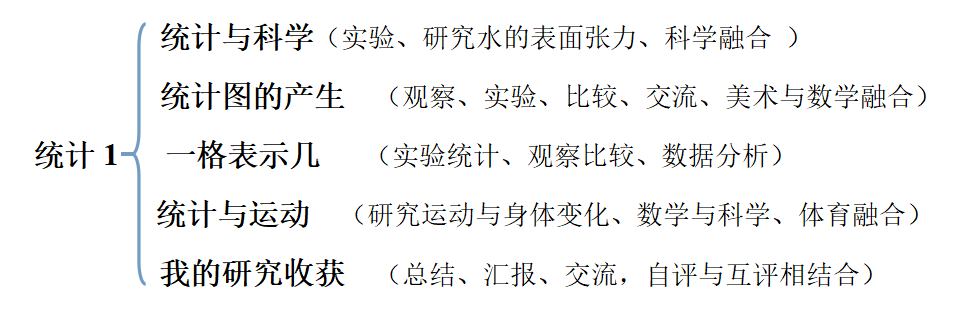 统计与科学（实验、研究水的表面张力、科学融合 ）
统计图的产生 （观察、实验、比较、交流、美术与数学融合）
统计 1 一格表示几 （实验统计、观察比较、数据分析）
统计与运动 （研究运动与身体变化、数学与科学、体育融合）
我的研究收获 （总结、汇报、交流，自评与互评相结合）